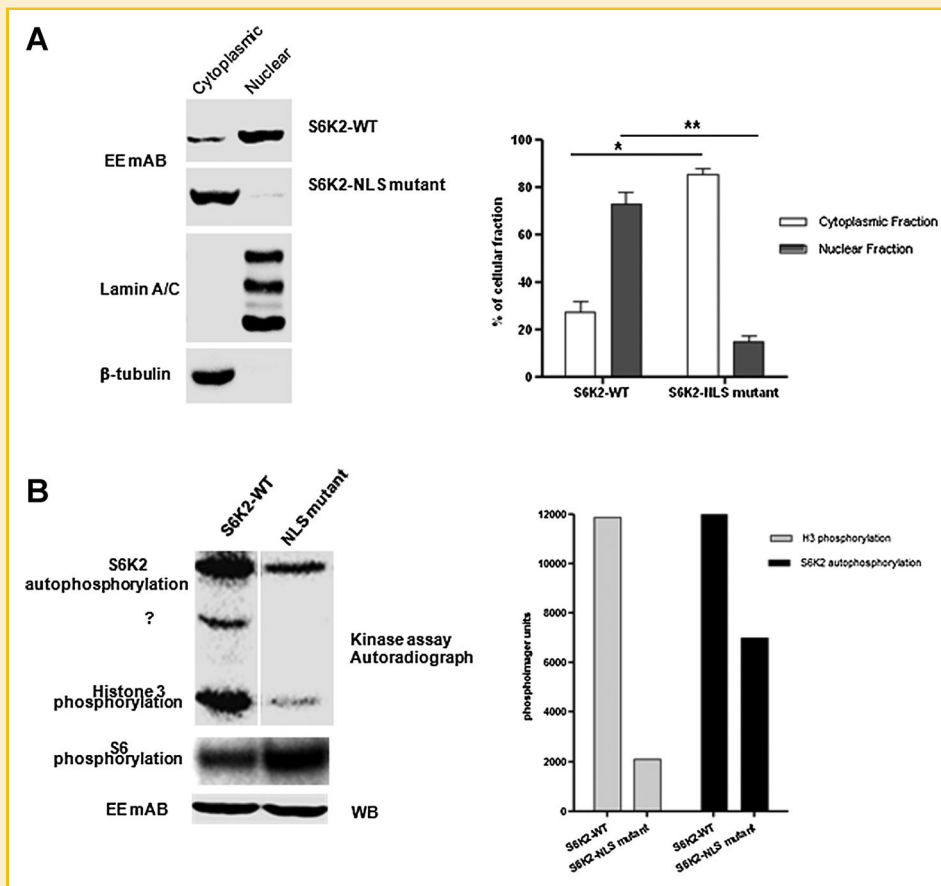 A
Cytoplasmic
Nuclear
EE mAB
S6K2-WT
S6K2-NLS mutant
Lamin A/C
β-tubulin
% of cellular fraction
100
80
60
40
20
0
*
**
S6K2-WT
S6K2-NLS mutant
Cytoplasmic Fraction
Nuclear Fraction
B
S6K2-WT
NLS mutant
S6K2
autophosphorylation
?
Histone 3
phosphorylation
S6
phosphorylation
EE mAB
Kinase assay
Autoradiograph
WB
phosphoimager units
12000
10000
8000
6000
4000
2000
0
S6K2-WT
S6K2-NLS mutant
S6K2-WT
S6K2-NLS mutant
H3 phosphorylation
S6K2 autophosphorylation